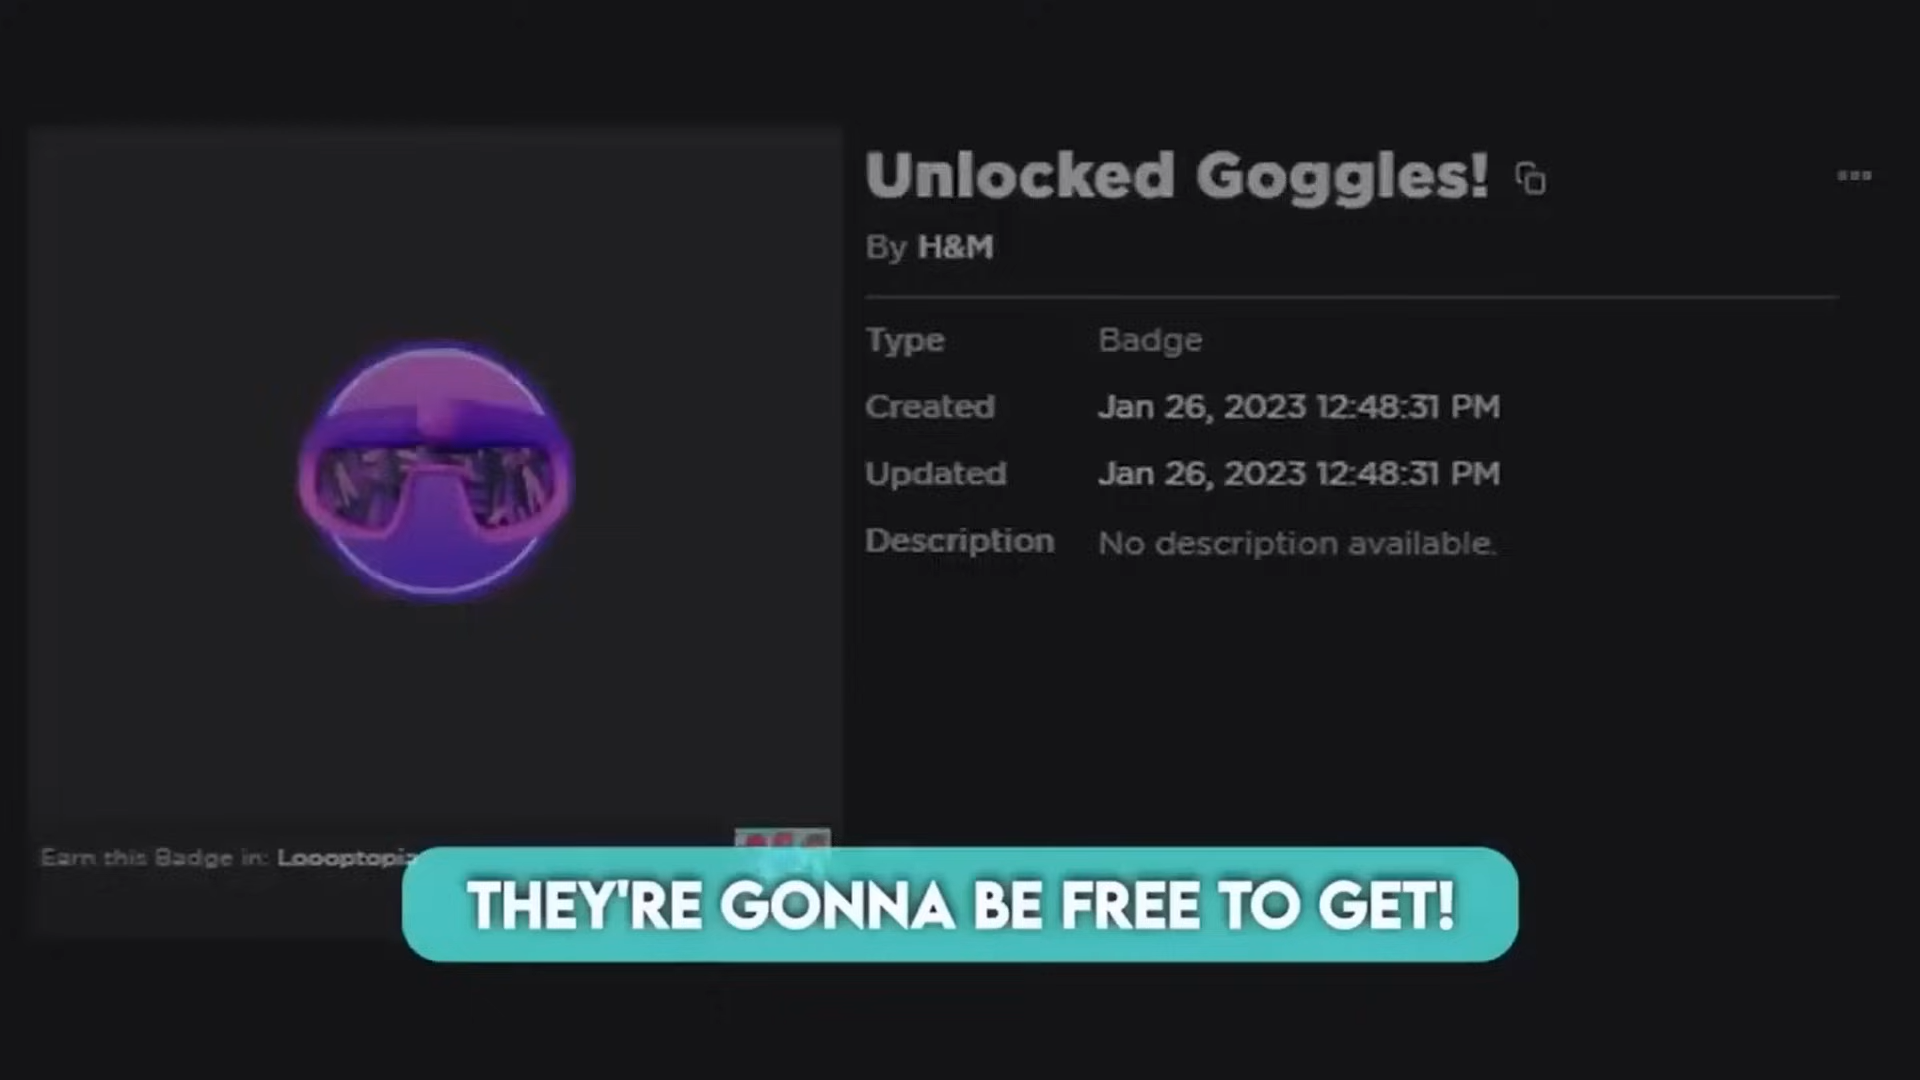 Unlocked Goggles!
By H&M
Type Badge
Created Jan 26, 2023 12:48:31 PM
Updated Jan 26, 2023 12:48:31 PM
Description No description available.
Earn this Badge in: Loooptopia
THEY'RE GONNA BE FREE TO GET!